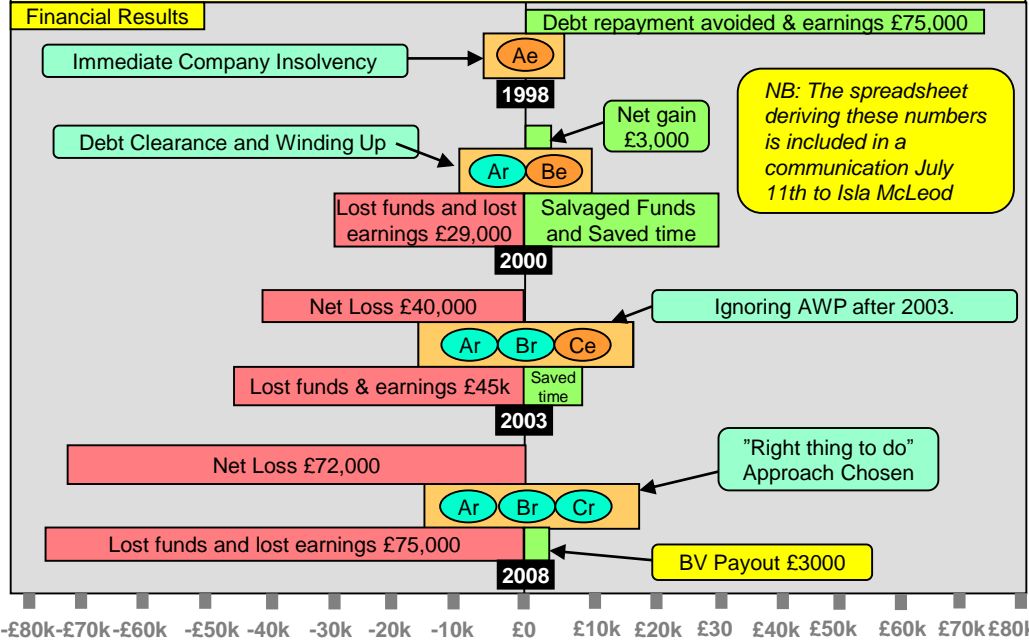 Financial Results
Debt repayment avoided & earnings £75,000
Immediate Company Insolvency
Ae
1998
NB: The spreadsheet
deriving these numbers
is included in a
communication July
11th to Isla McLeod
Net gain
£3,000
Debt Clearance and Winding Up
Ar
Be
Lost funds and lost
earnings £29,000
Salvaged Funds
and Saved time
2000
Net Loss £40,000
Ignoring AWP after 2003.
Ar
Br
Ce
Lost funds & earnings £45k
Saved
time
2003
Net Loss £72,000
"Right thing to do"
Approach Chosen
Ar
Br
Cr
Lost funds and lost earnings £75,000
BV Payout £3000
2008
-£80k -£70k -£60k -£50k -£40k -£30k -£20k -£10k £0 £10k £20k £30 £40k £50k £60k £70k £80k